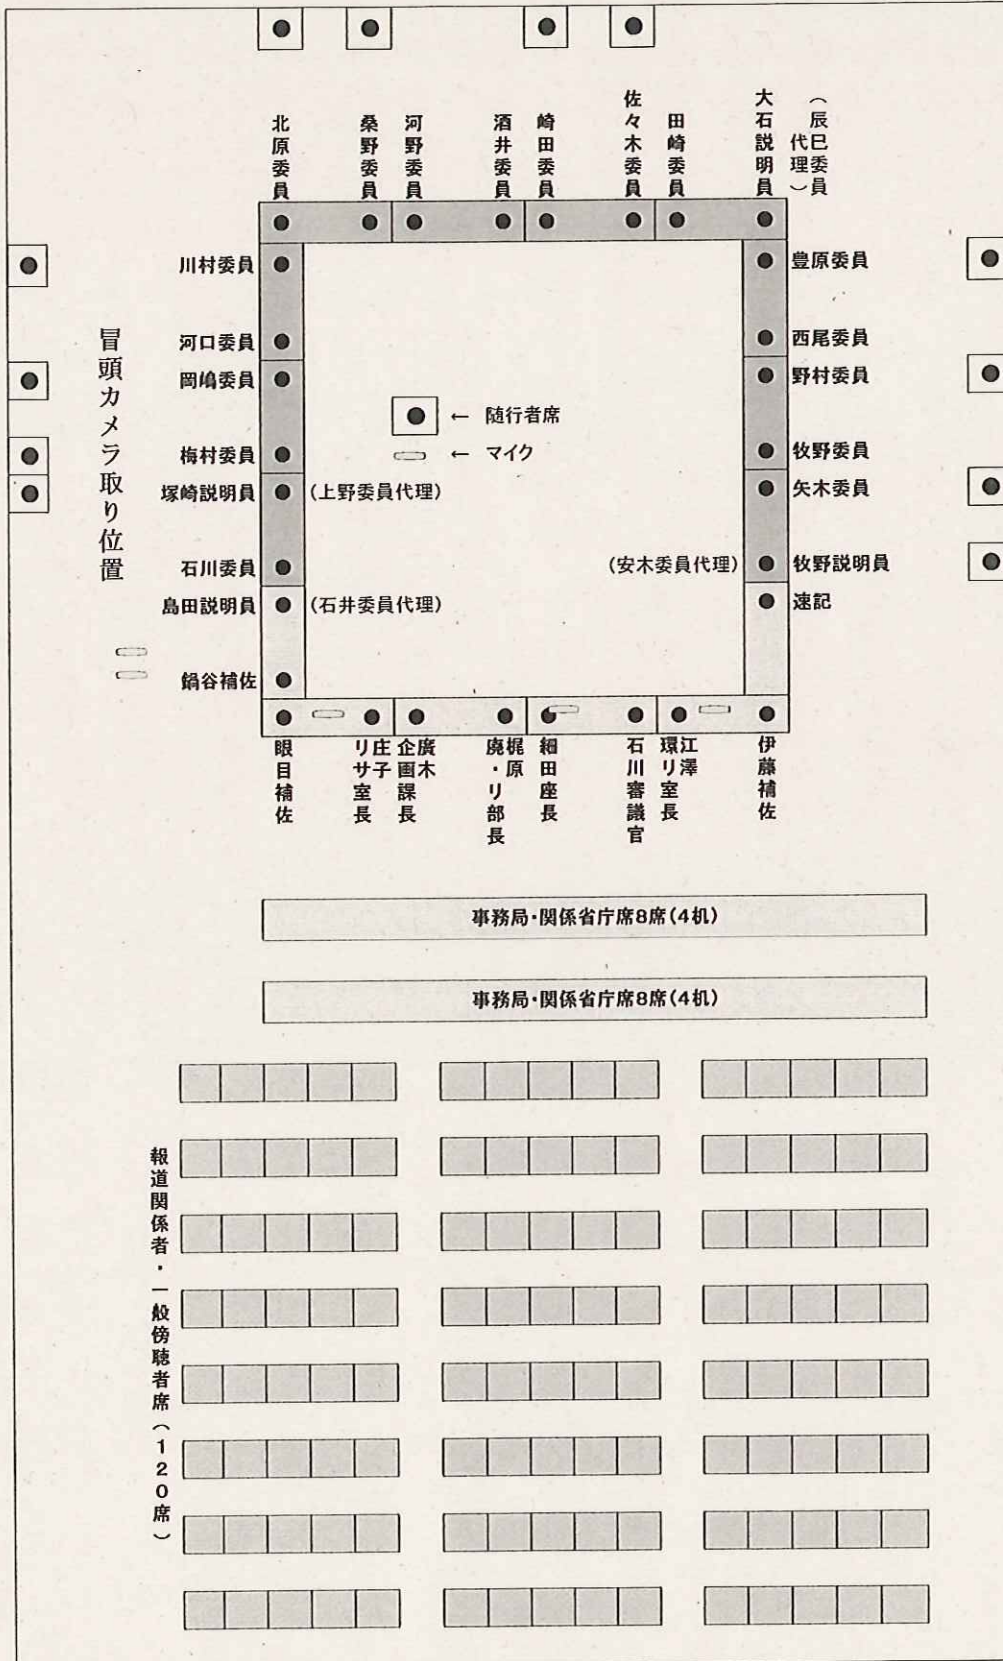 北原委員
桑野委員
河野委員
酒井委員
崎田委員
佐々木委員
田崎委員
大石説明員
(辰巳委員
代理)
川村委員
河口委員
岡嶋委員
梅村委員
塚崎説明員
(上野委員代理)
石川委員
島田説明員
(石井委員代理)
鍋谷補佐
豊原委員
西尾委員
野村委員
牧野委員
矢木委員
(安木委員代理)
牧野説明員
速記
← 随行者席
← マイク
冒頭カメラ取り位置
眼目補佐
庄子
リサ室長
廣木
企画課長
梶原
廃・リ部長
細田座長
石川審議官
江澤
環リ室長
伊藤補佐
事務局・関係省庁席8席(4机)
事務局・関係省庁席8席(4机)
報道関係者・一般傍聴者席(120席)